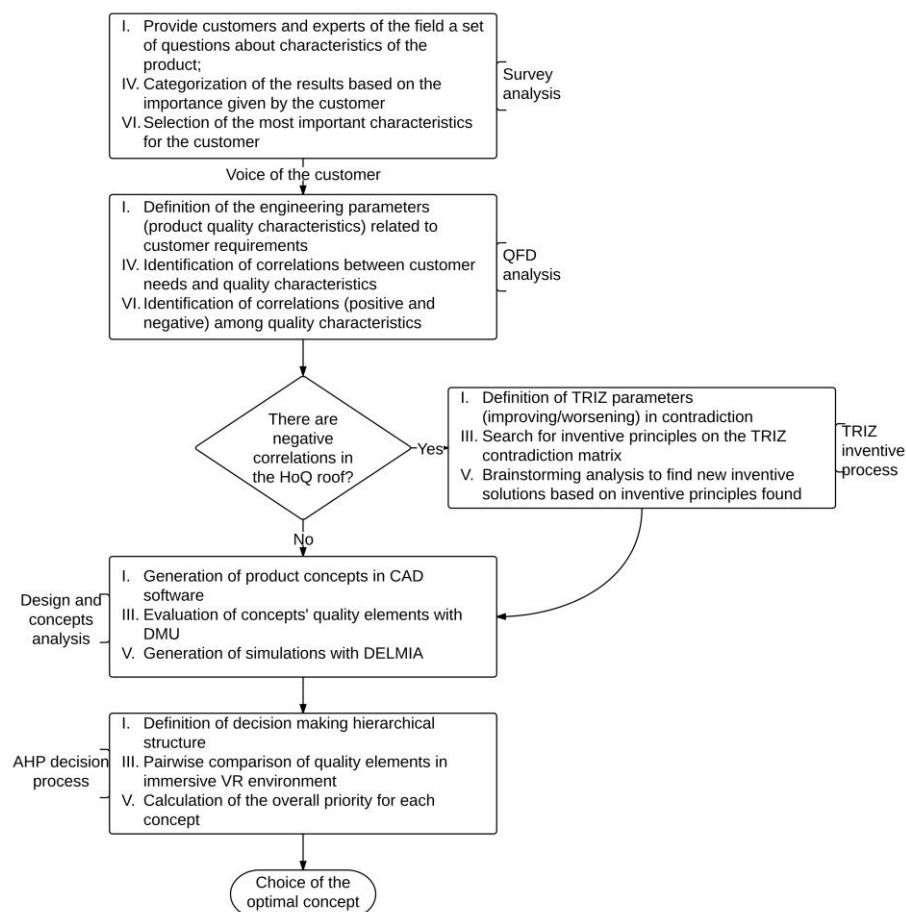 I. Provide customers and experts of the field a set
of questions about characteristics of the
product;
IV. Categorization of the results based on the
importance given by the customer
VI. Selection of the most important characteristics
for the customer
Survey
analysis
Voice of the customer
I. Definition of the engineering parameters
(product quality characteristics) related to
customer requirements
IV. Identification of correlations between customer
needs and quality characteristics
VI. Identification of correlations (positive and
negative) among quality characteristics
QFD
analysis
There are
negative
correlations in
the HoQ roof?
Yes
I. Definition of TRIZ parameters
(improving/worsening) in contradiction
III. Search for inventive principles on the TRIZ
contradiction matrix
V. Brainstorming analysis to find new inventive
solutions based on inventive principles found
TRIZ
inventive
process
No
Design and
concepts
analysis
I. Generation of product concepts in CAD
software
III. Evaluation of concepts' quality elements with
DMU
V. Generation of simulations with DELMIA
AHP decision
process
I. Definition of decision making hierarchical
structure
III. Pairwise comparison of quality elements in
immersive VR environment
V. Calculation of the overall priority for each
concept
Choice of the
optimal concept